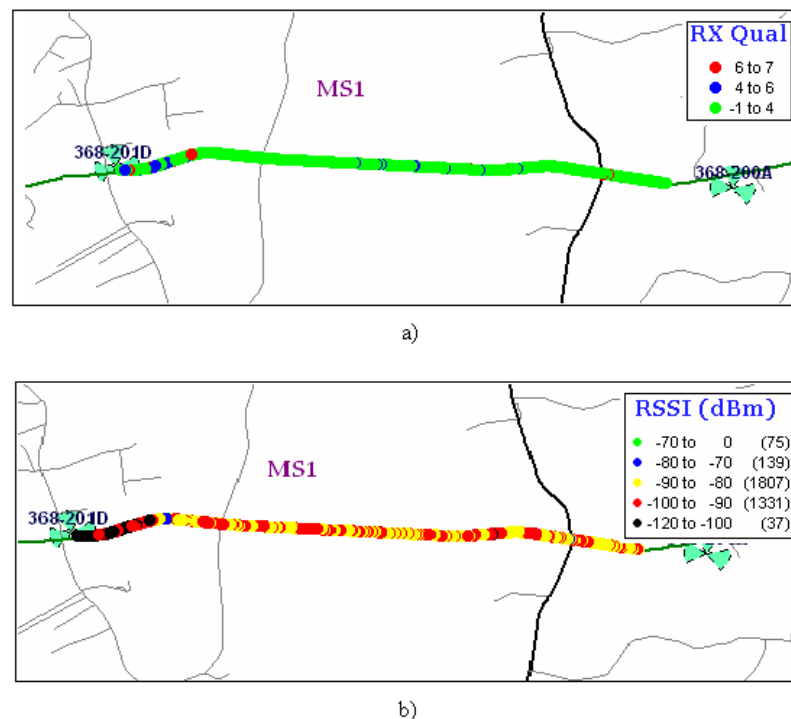 RX Qual
6 to 7
4 to 6
-1 to 4
MS1
368-201D
368-200A
a)
RSSI (dBm)
-70 to 0 (75)
-80 to -70 (139)
-90 to -80 (1807)
-100 to -90 (1331)
-120 to -100 (37)
MS1
368-201D
b)